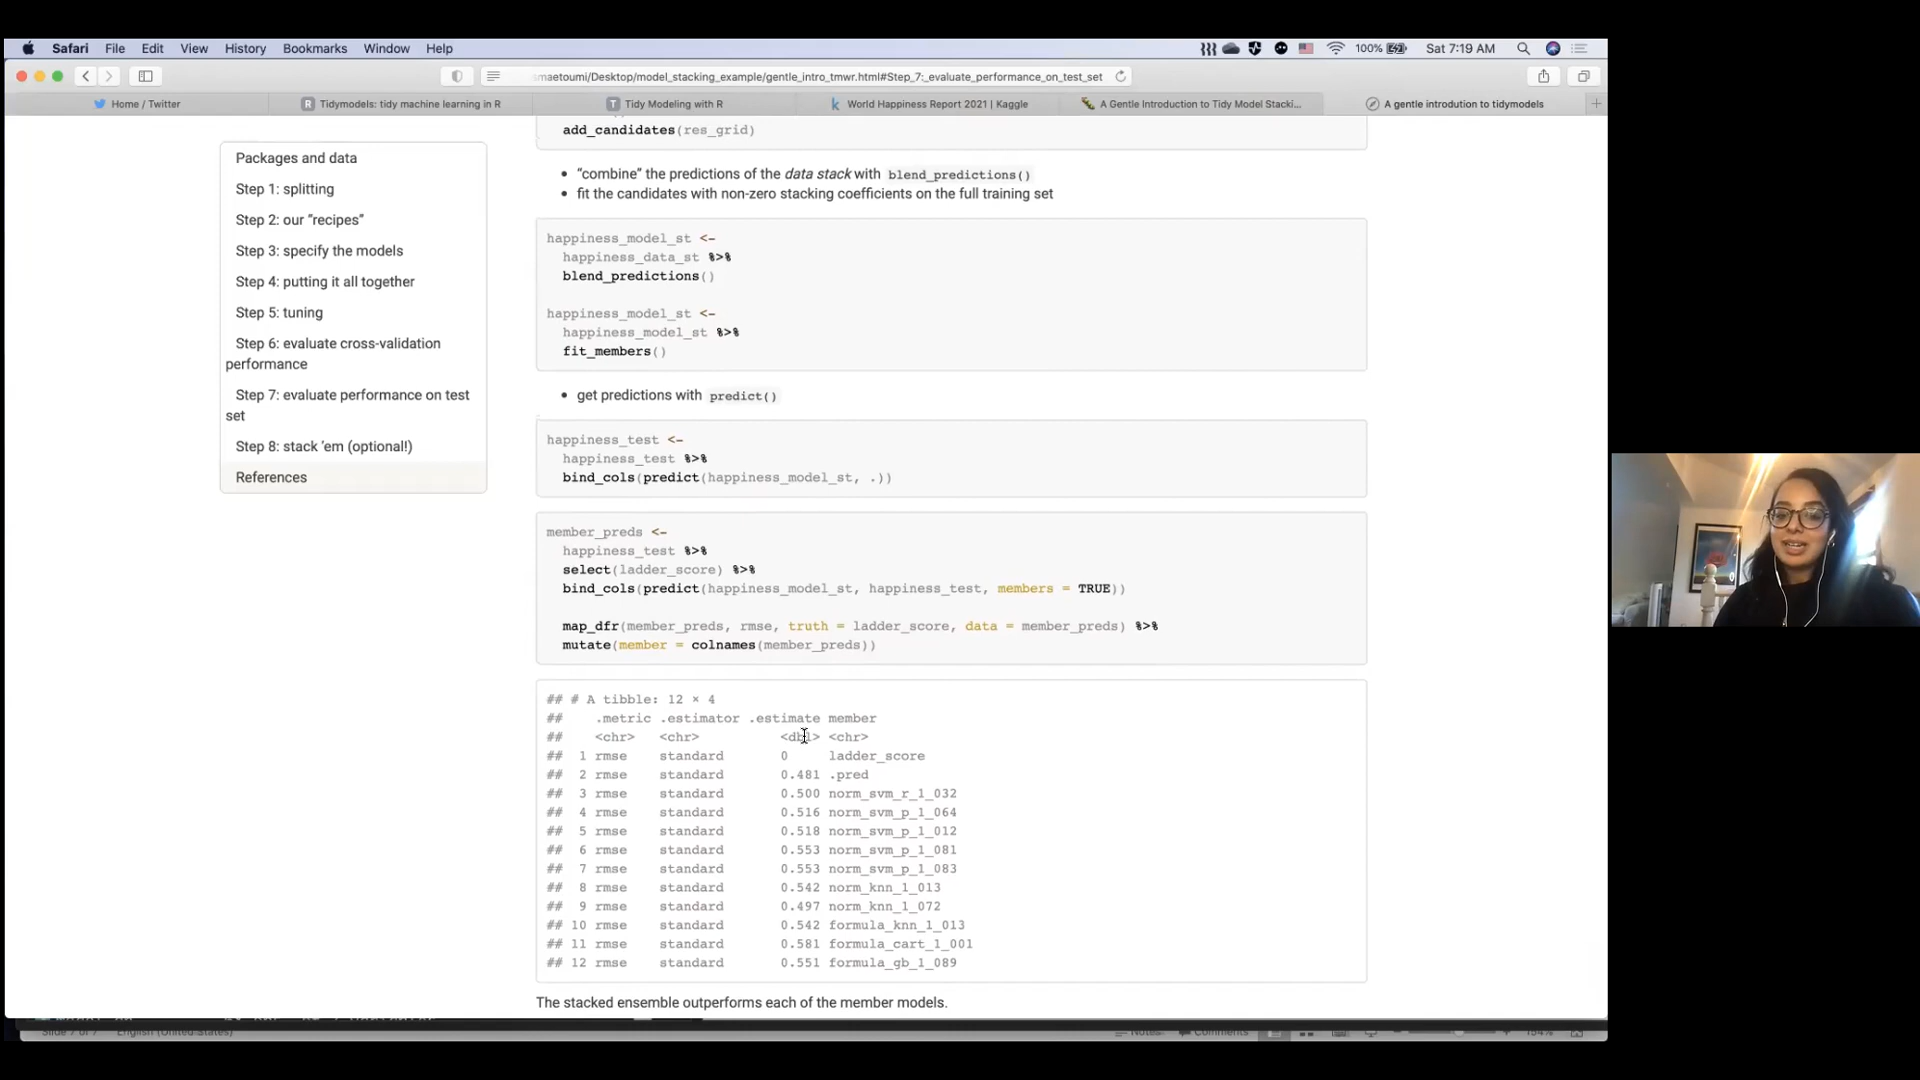 Safari File Edit View History Bookmarks Window Help 100% Sat 7:19 AM
smaetoumi/Desktop/model_stacking_example/gentle_intro_tmwr.html#Step_7:_evaluate_performance_on_test_set
Home / Twitter Tidymodels: tidy machine learning in R Tidy Modeling with R World Happiness Report 2021 | Kaggle A Gentle Introduction to Tidy Model Stacki... A gentle introdution to tidymodels
Packages and data
Step 1: splitting
Step 2: our “recipes”
Step 3: specify the models
Step 4: putting it all together
Step 5: tuning
Step 6: evaluate cross-validation
performance
Step 7: evaluate performance on test
set
Step 8: stack ’em (optional!)
References
add_candidates(res_grid)
• “combine” the predictions of the data stack with blend_predictions()
• fit the candidates with non-zero stacking coefficients on the full training set
happiness_model_st <-
happiness_data_st %>%
blend_predictions()
happiness_model_st <-
happiness_model_st %>%
fit_members()
• get predictions with predict()
happiness_test <-
happiness_test %>%
bind_cols(predict(happiness_model_st, .))
member_preds <-
happiness_test %>%
select(ladder_score) %>%
bind_cols(predict(happiness_model_st, happiness_test, members = TRUE))
map_dfr(member_preds, rmse, truth = ladder_score, data = member_preds) %>%
mutate(member = colnames(member_preds))
## # A tibble: 12 × 4
## .metric .estimator .estimate member
## <chr> <chr> <dbl> <chr>
## 1 rmse standard 0 ladder_score
## 2 rmse standard 0.481 .pred
## 3 rmse standard 0.500 norm_svm_r_1_032
## 4 rmse standard 0.516 norm_svm_p_1_064
## 5 rmse standard 0.518 norm_svm_p_1_012
## 6 rmse standard 0.553 norm_svm_p_1_081
## 7 rmse standard 0.553 norm_svm_p_1_083
## 8 rmse standard 0.542 norm_knn_1_013
## 9 rmse standard 0.497 norm_knn_1_072
## 10 rmse standard 0.542 formula_knn_1_013
## 11 rmse standard 0.581 formula_cart_1_001
## 12 rmse standard 0.551 formula_gb_1_089
The stacked ensemble outperforms each of the member models.
Slide 7 of 7 English (United States) Notes Comments 154%